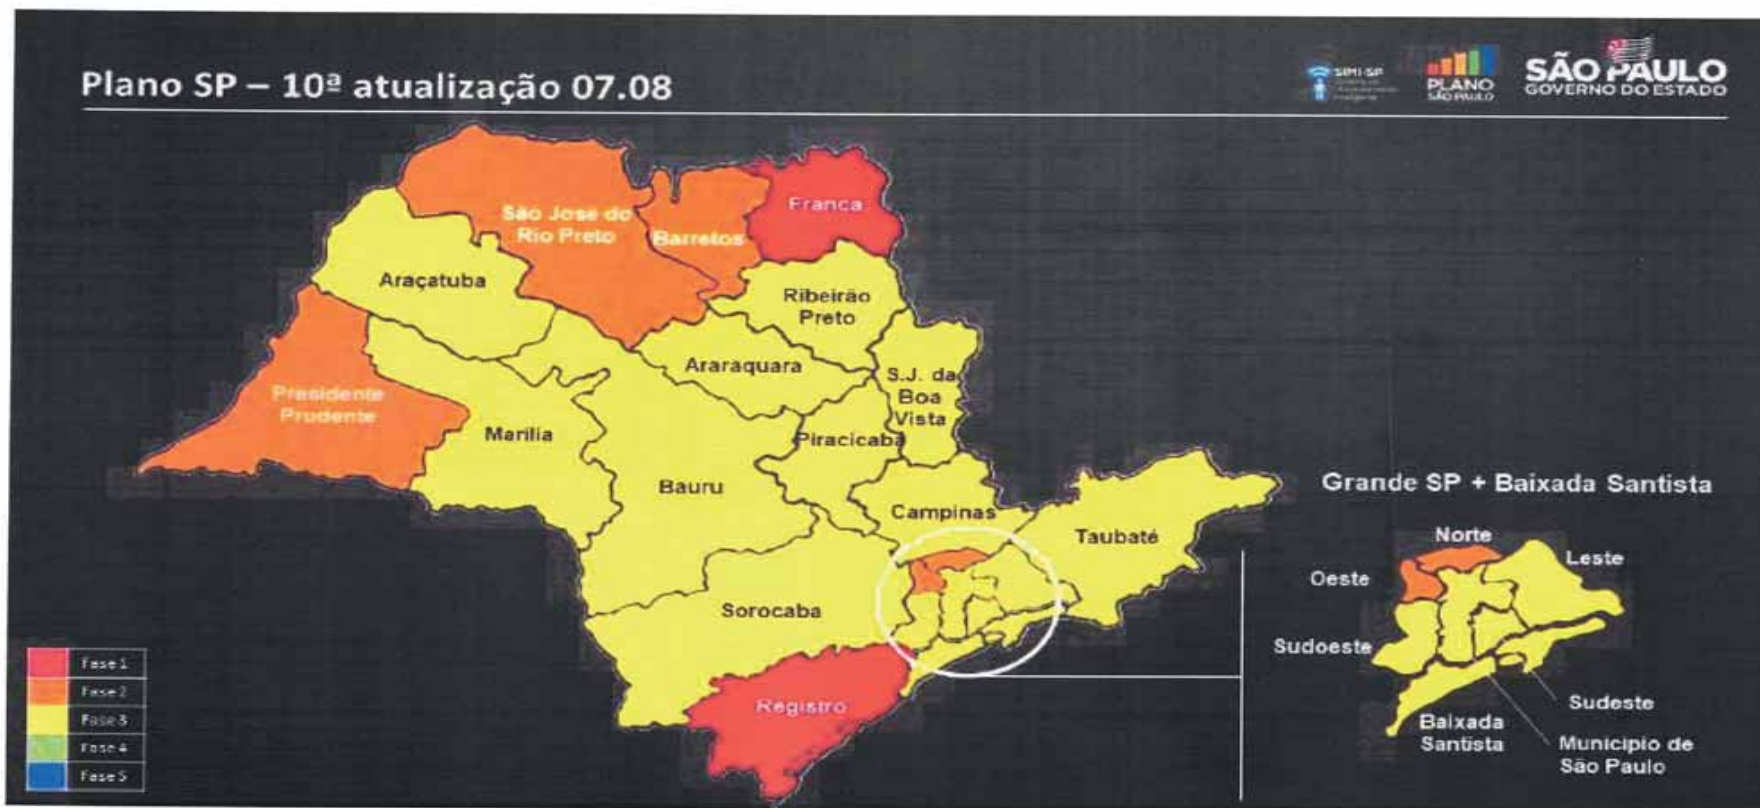 Plano SP – 10ª atualização 07.08
SIMI-SP
PLANO
SÃO PAULO
SÃO PAULO
GOVERNO DO ESTADO
Franca
São José do
Rio Preto
Barretos
Araçatuba
Ribeirão
Preto
Araraquara
S.J. da
Boa
Vista
Presidente
Prudente
Marília
Piracicaba
Bauru
Campinas
Taubaté
Sorocaba
Registro
Grande SP + Baixada Santista
Norte
Leste
Oeste
Sudoeste
Sudeste
Baixada
Santista
Município de
São Paulo
Fase 1
Fase 2
Fase 3
Fase 4
Fase 5